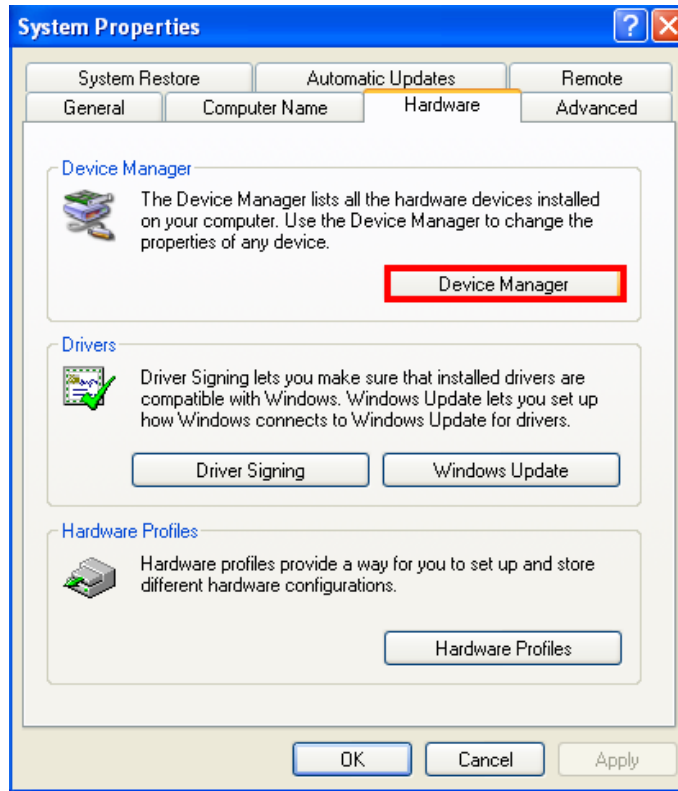 System Properties
System Restore Automatic Updates Remote
General Computer Name Hardware Advanced
Device Manager
The Device Manager lists all the hardware devices installed
on your computer. Use the Device Manager to change the
properties of any device.
Device Manager
Drivers
Driver Signing lets you make sure that installed drivers are
compatible with Windows. Windows Update lets you set up
how Windows connects to Windows Update for drivers.
Driver Signing Windows Update
Hardware Profiles
Hardware profiles provide a way for you to set up and store
different hardware configurations.
Hardware Profiles
OK Cancel Apply